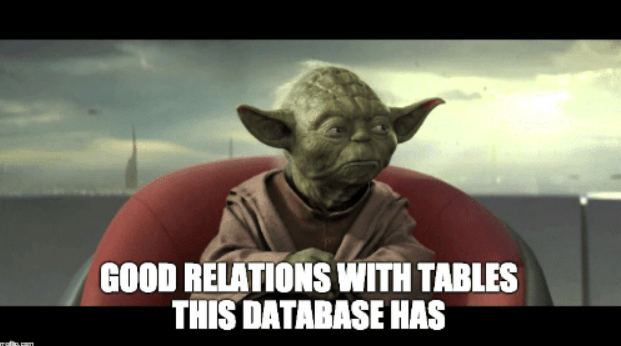 GOOD RELATIONS WITH TABLES
THIS DATABASE HAS